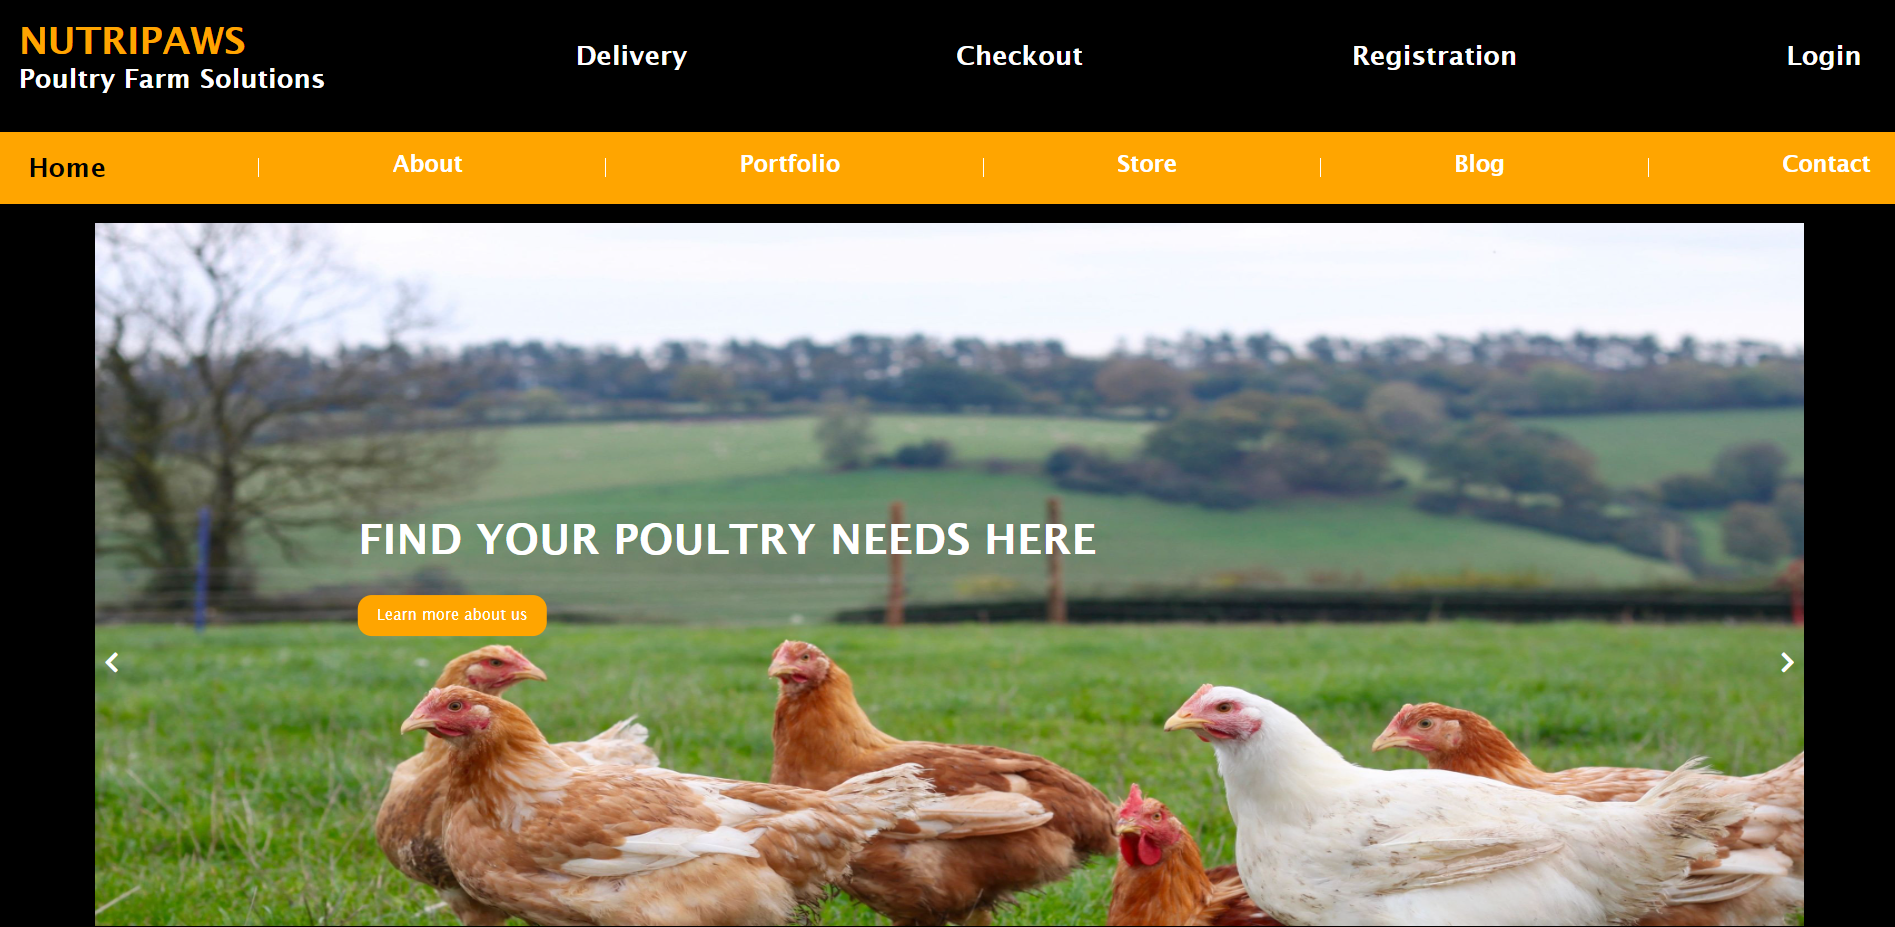 NUTRIPAWS
Poultry Farm Solutions
Delivery
Checkout
Registration
Login
Home
About
Portfolio
Store
Blog
Contact
FIND YOUR POULTRY NEEDS HERE
Learn more about us